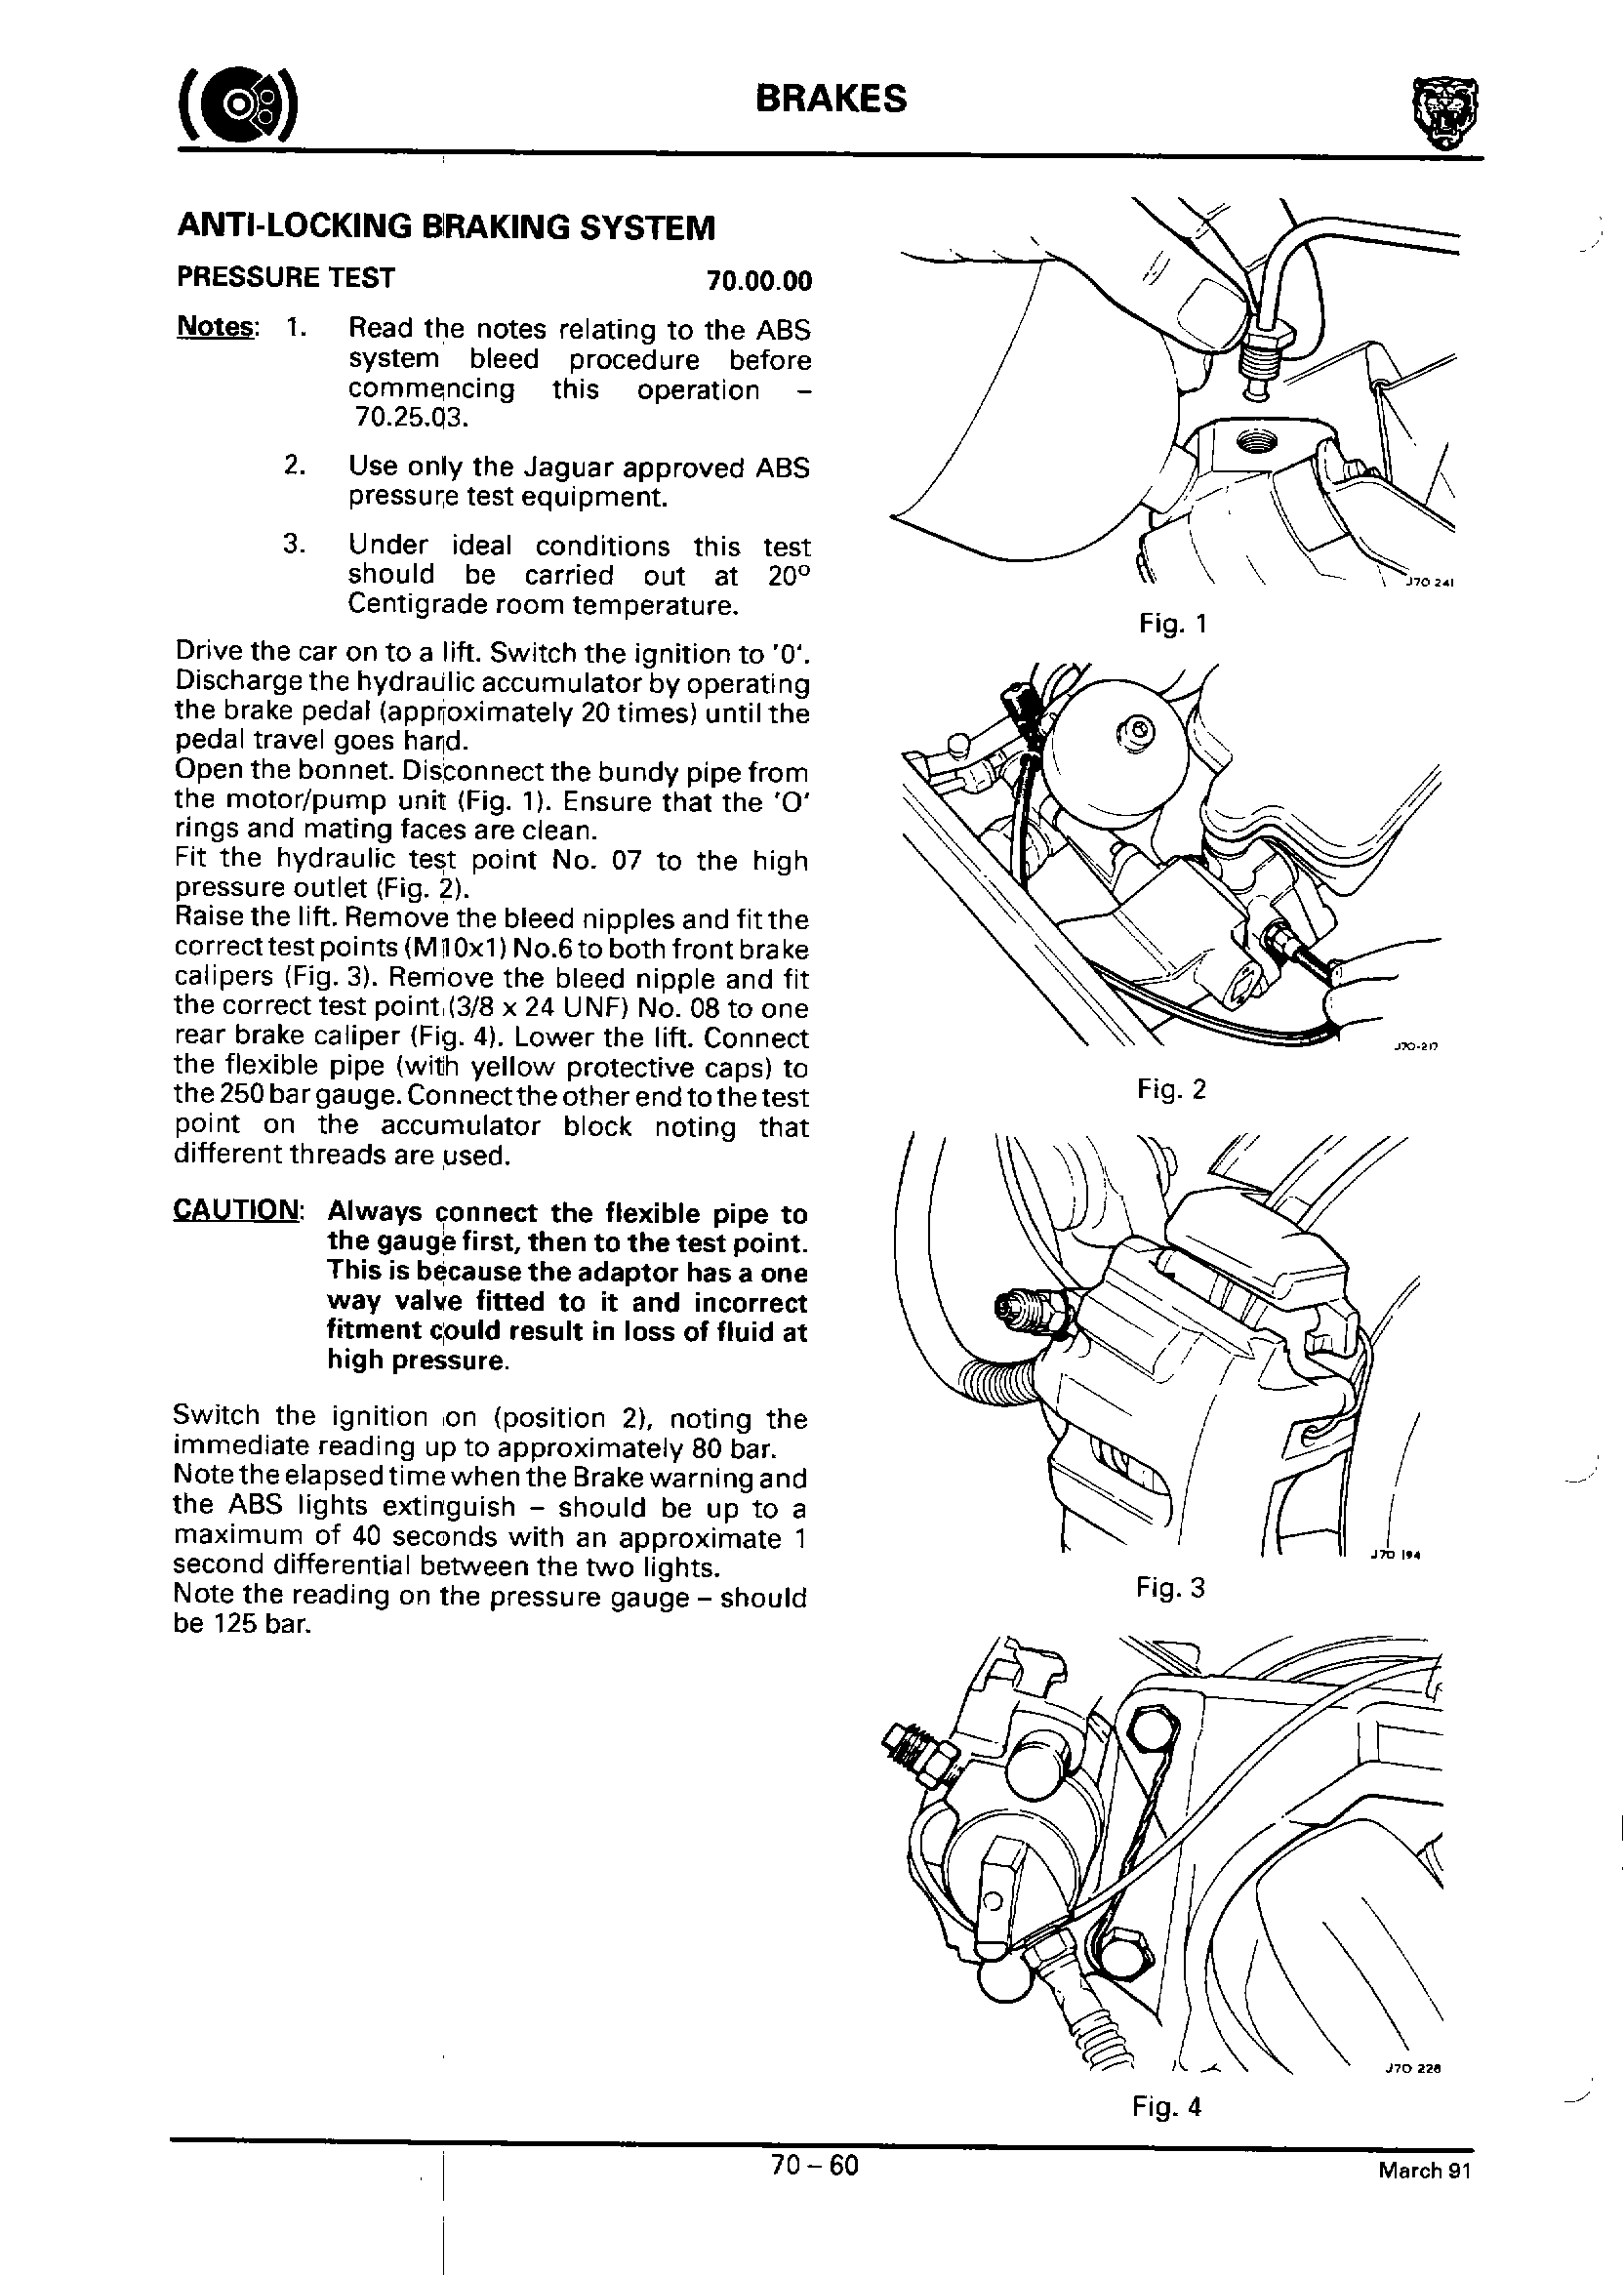 BRAKES
ANTI-LOCKING BRAKING SYSTEM
PRESSURE TEST 70.00.00
Notes: 1. Read the notes relating to the ABS
system bleed procedure before
commencing this operation –
70.25.03.
2. Use only the Jaguar approved ABS
pressure test equipment.
3. Under ideal conditions this test
should be carried out at 20°
Centigrade room temperature.
Drive the car on to a lift. Switch the ignition to '0'.
Discharge the hydraulic accumulator by operating
the brake pedal (approximately 20 times) until the
pedal travel goes hard.
Open the bonnet. Disconnect the bundy pipe from
the motor/pump unit (Fig. 1). Ensure that the 'O'
rings and mating faces are clean.
Fit the hydraulic test point No. 07 to the high
pressure outlet (Fig. 2).
Raise the lift. Remove the bleed nipples and fit the
correct test points (M10x1) No.6 to both front brake
calipers (Fig. 3). Remove the bleed nipple and fit
the correct test point (3/8 x 24 UNF) No. 08 to one
rear brake caliper (Fig. 4). Lower the lift. Connect
the flexible pipe (with yellow protective caps) to
the 250 bar gauge. Connect the other end to the test
point on the accumulator block noting that
different threads are used.
CAUTION: Always connect the flexible pipe to
the gauge first, then to the test point.
This is because the adaptor has a one
way valve fitted to it and incorrect
fitment could result in loss of fluid at
high pressure.
Switch the ignition on (position 2), noting the
immediate reading up to approximately 80 bar.
Note the elapsed time when the Brake warning and
the ABS lights extinguish – should be up to a
maximum of 40 seconds with an approximate 1
second differential between the two lights.
Note the reading on the pressure gauge – should
be 125 bar.
J70 241
Fig. 1
J70-217
Fig. 2
J70 194
Fig. 3
J70 228
Fig. 4
70 – 60
March 91